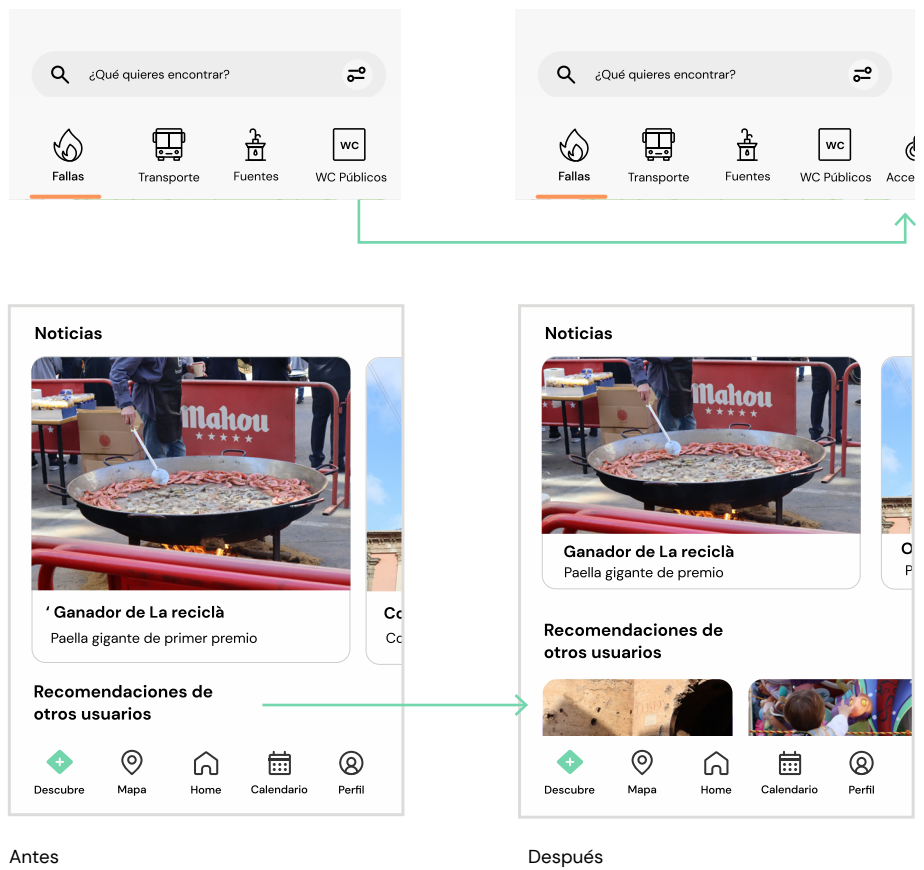 ¿Qué quieres encontrar?
Fallas
Transporte
Fuentes
WC
WC Públicos
¿Qué quieres encontrar?
Fallas
Transporte
Fuentes
WC
WC Públicos
Acce
Noticias
Mahou
‘ Ganador de La reciclà
Paella gigante de primer premio
Co
Co
Recomendaciones de
otros usuarios
Descubre
Mapa
Home
Calendario
Perfil
Antes
Noticias
Mahou
Ganador de La reciclà
Paella gigante de premio
O
P
Recomendaciones de
otros usuarios
Descubre
Mapa
Home
Calendario
Perfil
Después